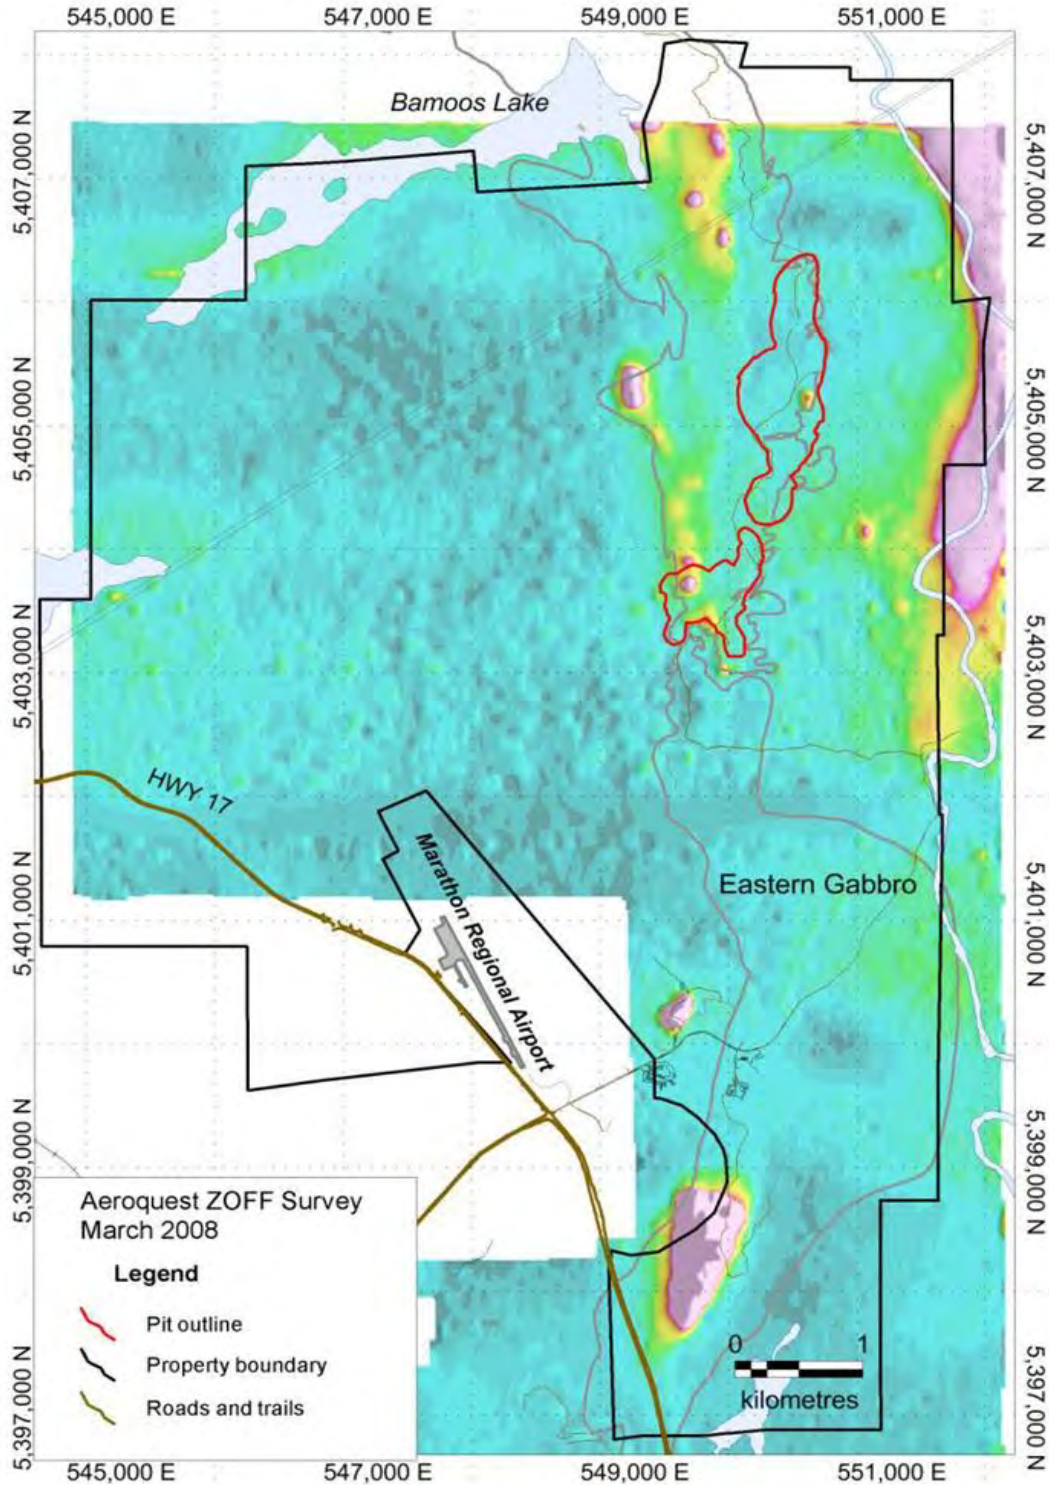 545,000 E 547,000 E 549,000 E 551,000 E
Bamoos Lake
5,407,000 N 5,407,000 N
5,405,000 N 5,405,000 N
5,403,000 N 5,403,000 N
HWY 17
Marathon Regional Airport
Eastern Gabbro
5,401,000 N 5,401,000 N
5,399,000 N 5,399,000 N
Aeroquest ZOFF Survey
March 2008
Legend
Pit outline
Property boundary
Roads and trails
0 1
kilometres
5,397,000 N 5,397,000 N
545,000 E 547,000 E 549,000 E 551,000 E